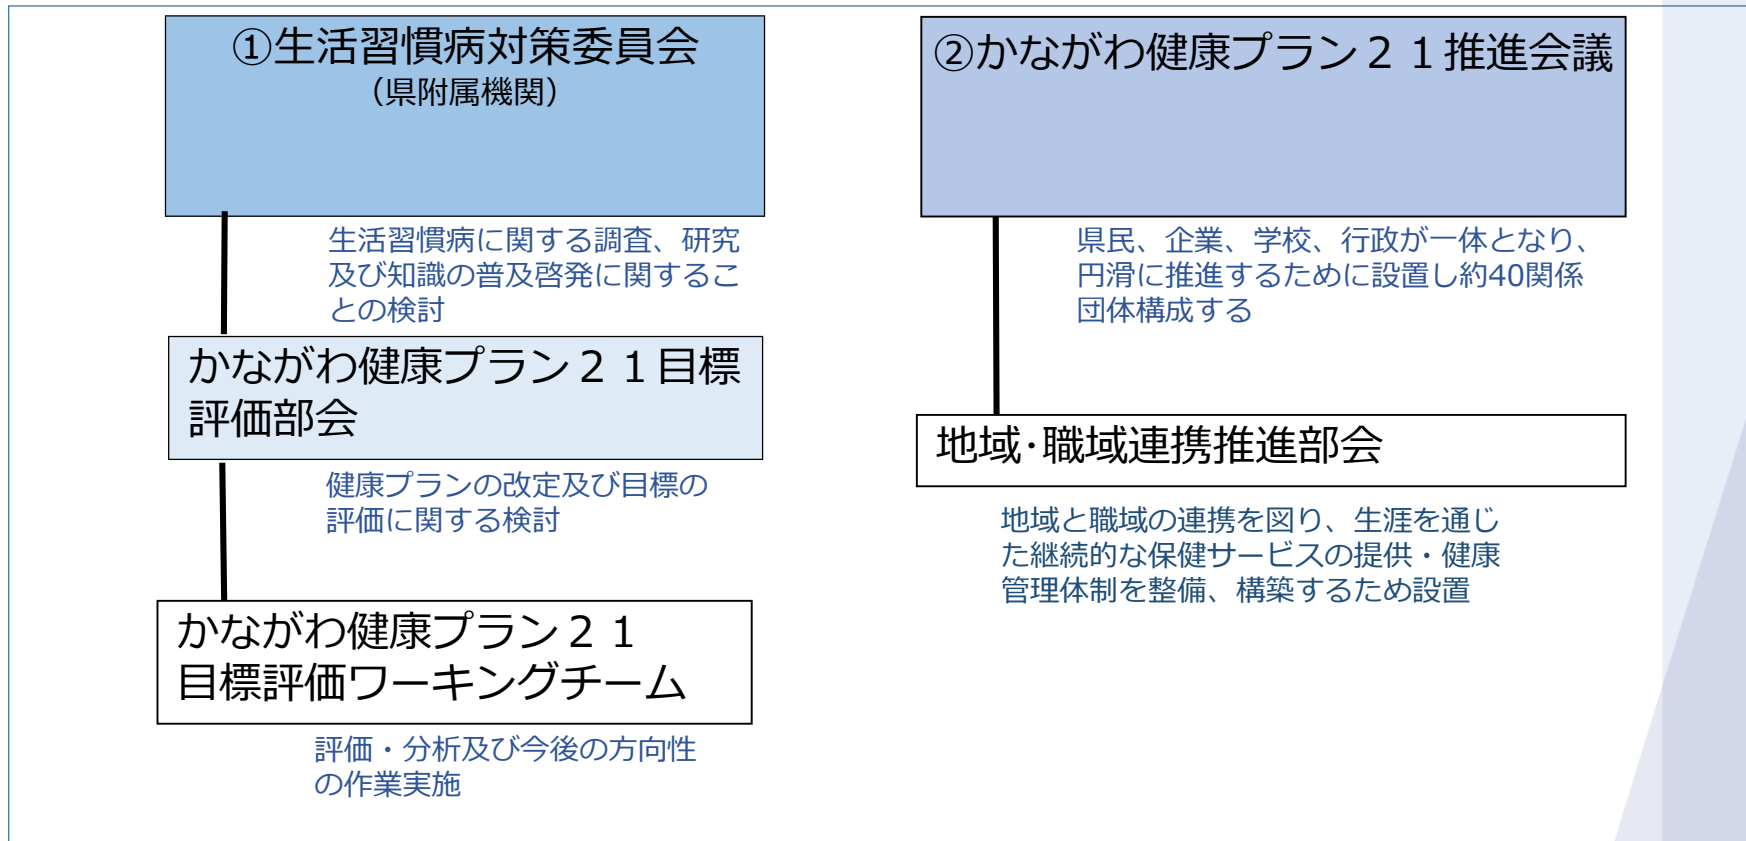 ①生活習慣病対策委員会
（県附属機関）
生活習慣病に関する調査、研究
及び知識の普及啓発に関するこ
との検討
かながわ健康プラン２１目標
評価部会
健康プランの改定及び目標の
評価に関する検討
かながわ健康プラン２１
目標評価ワーキングチーム
評価・分析及び今後の方向性
の作業実施
②かながわ健康プラン２１推進会議
県民、企業、学校、行政が一体となり、
円滑に推進するために設置し約40関係
団体構成する
地域･職域連携推進部会
地域と職域の連携を図り、生涯を通じ
た継続的な保健サービスの提供・健康
管理体制を整備、構築するため設置